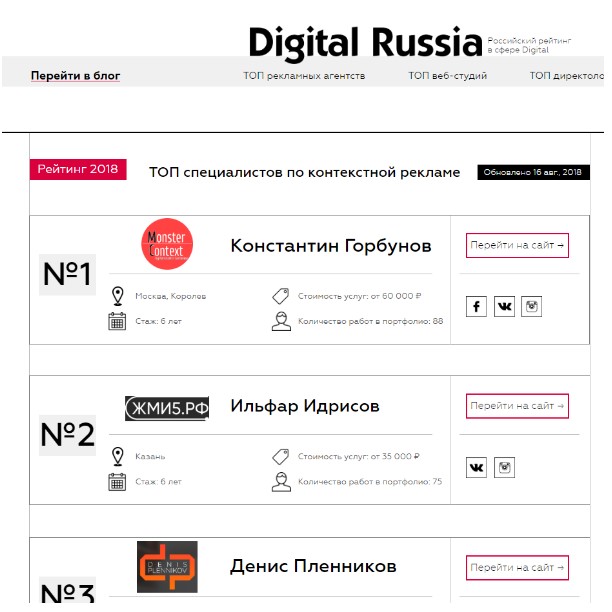 Digital Russia
Российский рейтинг
в сфере Digital
Перейти в блог
ТОП рекламных агентств
ТОП веб-студий
ТОП директоло
Рейтинг 2018
ТОП специалистов по контекстной рекламе
Обновлено 16 авг, 2018
№1
Monster
Context
Константин Горбунов
Перейти на сайт →
Москва, Королев
Стоимость услуг: от 60 000 ₽
Стаж: 6 лет
Количество работ в портфолио: 88
№2
ЖМИ5.РФ
Ильфар Идрисов
Перейти на сайт →
Казань
Стоимость услуг: от 35 000 ₽
Стаж: 6 лет
Количество работ в портфолио: 75
№3
dp
DENIS
PLENNIKOV
Денис Пленников
Перейти на сайт →